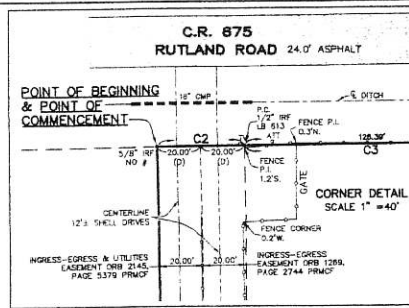 C.R. 675
RUTLAND ROAD 24.0' ASPHALT
POINT OF BEGINNING
& POINT OF
COMMENCEMENT
18" CMP
℄ DITCH
P.C.
1/2" IRF
LB 613
FENCE P.I.
0.3'N.
5/8" IRF
NO #
C2
20.00'
(D)
20.00'
(D)
126.39'
C3
FENCE
P.I.
1.2'S.
GATE
CORNER DETAIL
SCALE 1" =40'
CENTERLINE
12'± SHELL DRIVES
FENCE CORNER
0.2'W.
INGRESS-EGRESS & UTILITIES
EASEMENT ORB 2145,
PAGE 5379 PRMCF
20.00'
20.00'
INGRESS-EGRESS
EASEMENT ORB 1289,
PAGE 2744 PRMCF